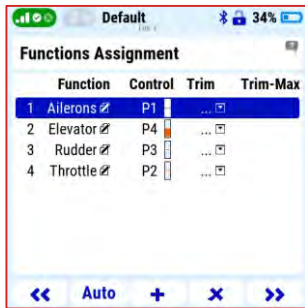 Default 34%
Functions Assignment
Function Control Trim Trim-Max
1 Ailerons P1 ...
2 Elevator P4 ...
3 Rudder P3 ...
4 Throttle P2 ...
<< Auto + × >>